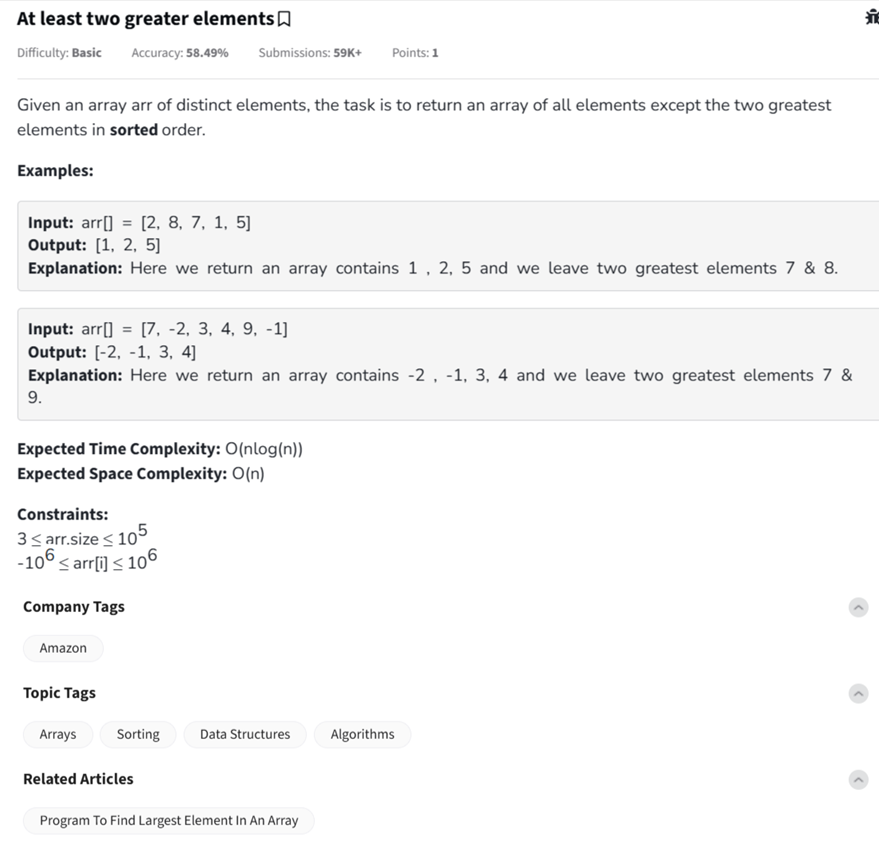 At least two greater elements
Difficulty: Basic Accuracy: 58.49% Submissions: 59K+ Points: 1
Given an array arr of distinct elements, the task is to return an array of all elements except the two greatest
elements in sorted order.
Examples:
Input: arr[] = [2, 8, 7, 1, 5]
Output: [1, 2, 5]
Explanation: Here we return an array contains 1 , 2, 5 and we leave two greatest elements 7 & 8.
Input: arr[] = [7, -2, 3, 4, 9, -1]
Output: [-2, -1, 3, 4]
Explanation: Here we return an array contains -2 , -1, 3, 4 and we leave two greatest elements 7 &
9.
Expected Time Complexity: O(nlog(n))
Expected Space Complexity: O(n)
Constraints:
3 ≤ arr.size ≤ 10^5
-10^6 ≤ arr[i] ≤ 10^6
Company Tags
Amazon
Topic Tags
Arrays Sorting Data Structures Algorithms
Related Articles
Program To Find Largest Element In An Array